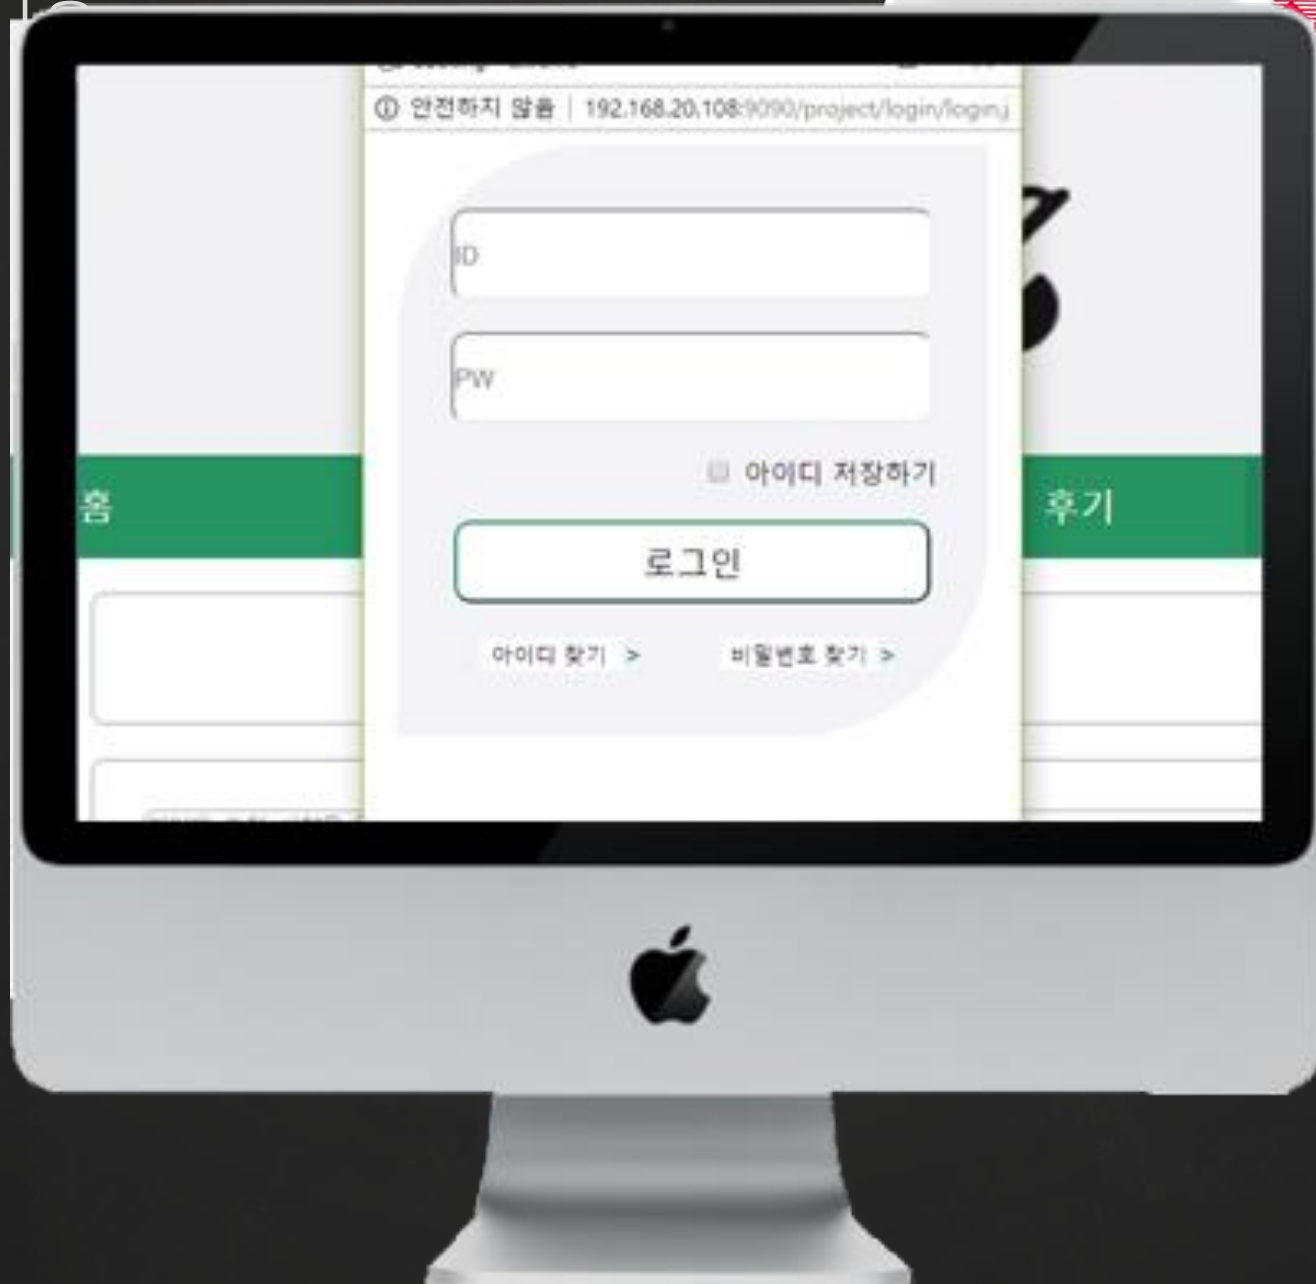 안전하지 않음 | 192.168.20.108:9090/project/login/login.j
ID
PW
아이디 저장하기
홈
후기
로그인
아이디 찾기 >
비밀번호 찾기 >